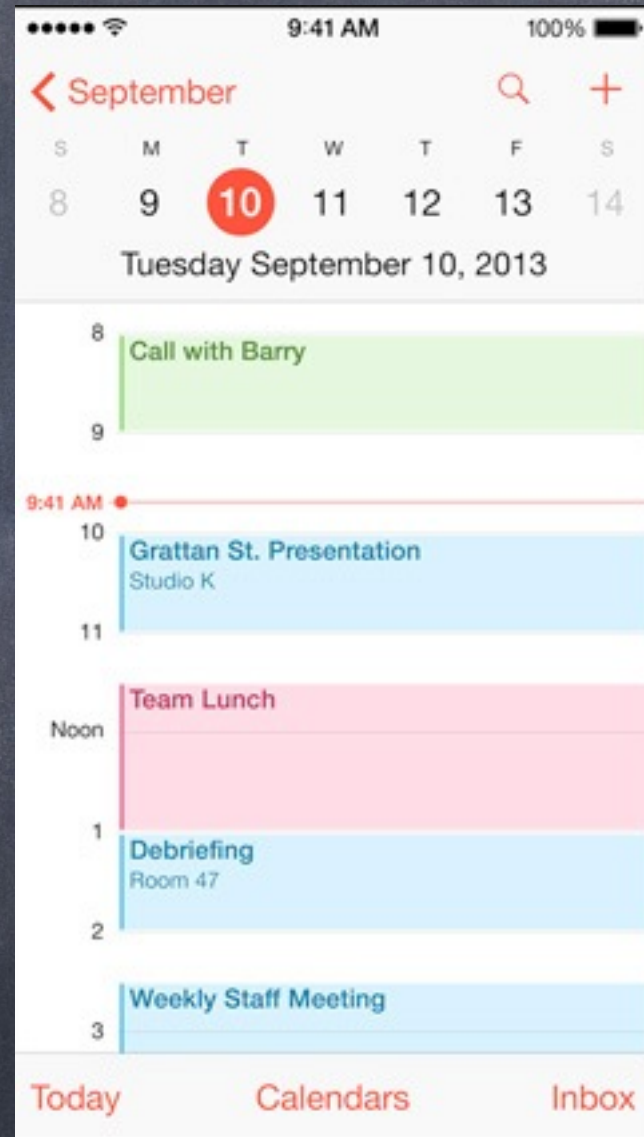 9:41 AM 100%
September
S M T W T F S
8 9 10 11 12 13 14
Tuesday September 10, 2013
8
Call with Barry
9
9:41 AM
10
Grattan St. Presentation
Studio K
11
Team Lunch
Noon
1
Debriefing
Room 47
2
Weekly Staff Meeting
3
Today Calendars Inbox